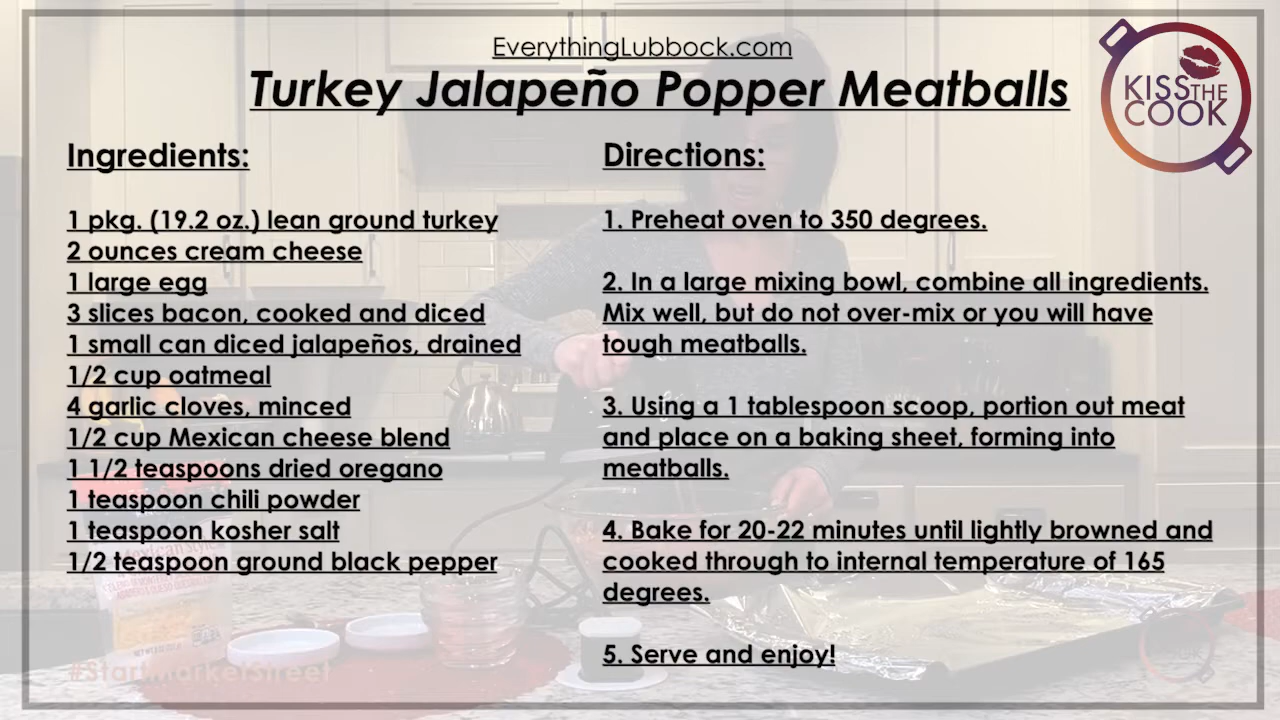 EverythingLubbock.com
Turkey Jalapeño Popper Meatballs
KISS THE
COOK
Ingredients:
1 pkg. (19.2 oz.) lean ground turkey
2 ounces cream cheese
1 large egg
3 slices bacon, cooked and diced
1 small can diced jalapeños, drained
1/2 cup oatmeal
4 garlic cloves, minced
1/2 cup Mexican cheese blend
1 1/2 teaspoons dried oregano
1 teaspoon chili powder
1 teaspoon kosher salt
1/2 teaspoon ground black pepper
Directions:
1. Preheat oven to 350 degrees.
2. In a large mixing bowl, combine all ingredients.
Mix well, but do not over-mix or you will have
tough meatballs.
3. Using a 1 tablespoon scoop, portion out meat
and place on a baking sheet, forming into
meatballs.
4. Bake for 20-22 minutes until lightly browned and
cooked through to internal temperature of 165
degrees.
5. Serve and enjoy!
Mexican Style
#StartMarketStreet